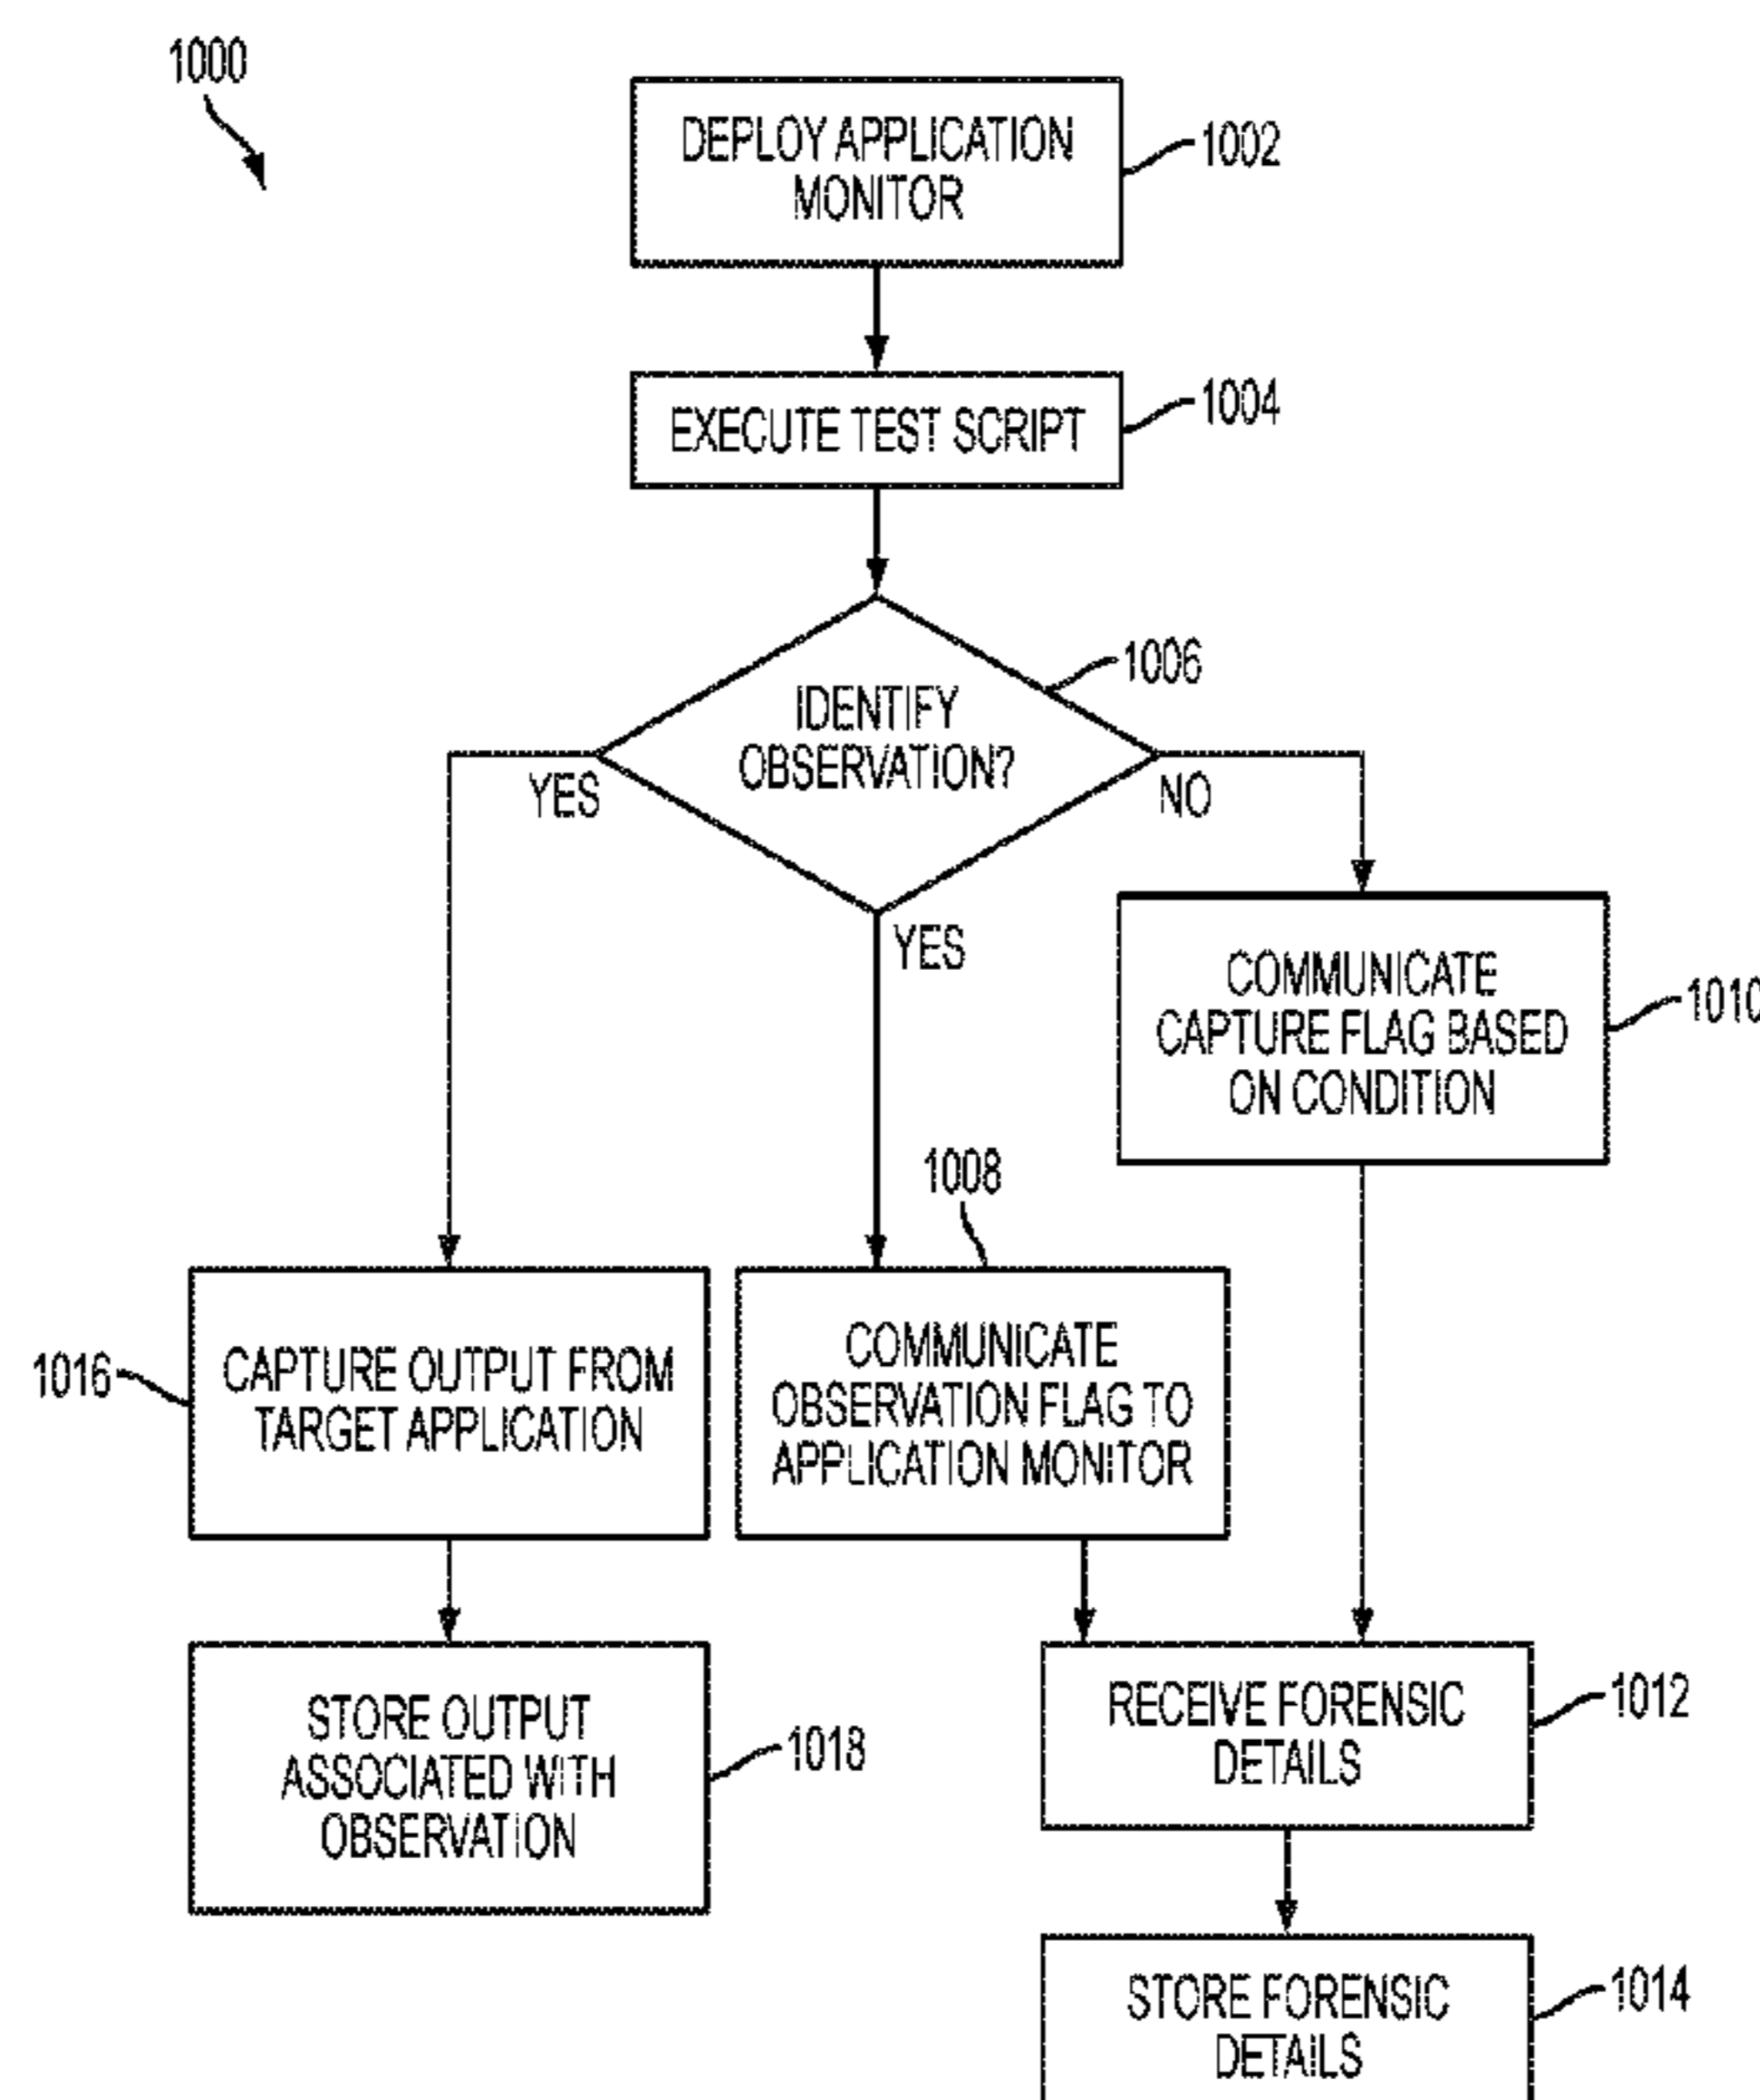 1000
DEPLOY APPLICATION
MONITOR
1002
EXECUTE TEST SCRIPT
1004
IDENTIFY
OBSERVATION?
1006
YES
NO
YES
COMMUNICATE
CAPTURE FLAG BASED
ON CONDITION
1010
1008
1016
CAPTURE OUTPUT FROM
TARGET APPLICATION
COMMUNICATE
OBSERVATION FLAG TO
APPLICATION MONITOR
STORE OUTPUT
ASSOCIATED WITH
OBSERVATION
1018
RECEIVE FORENSIC
DETAILS
1012
STORE FORENSIC
DETAILS
1014